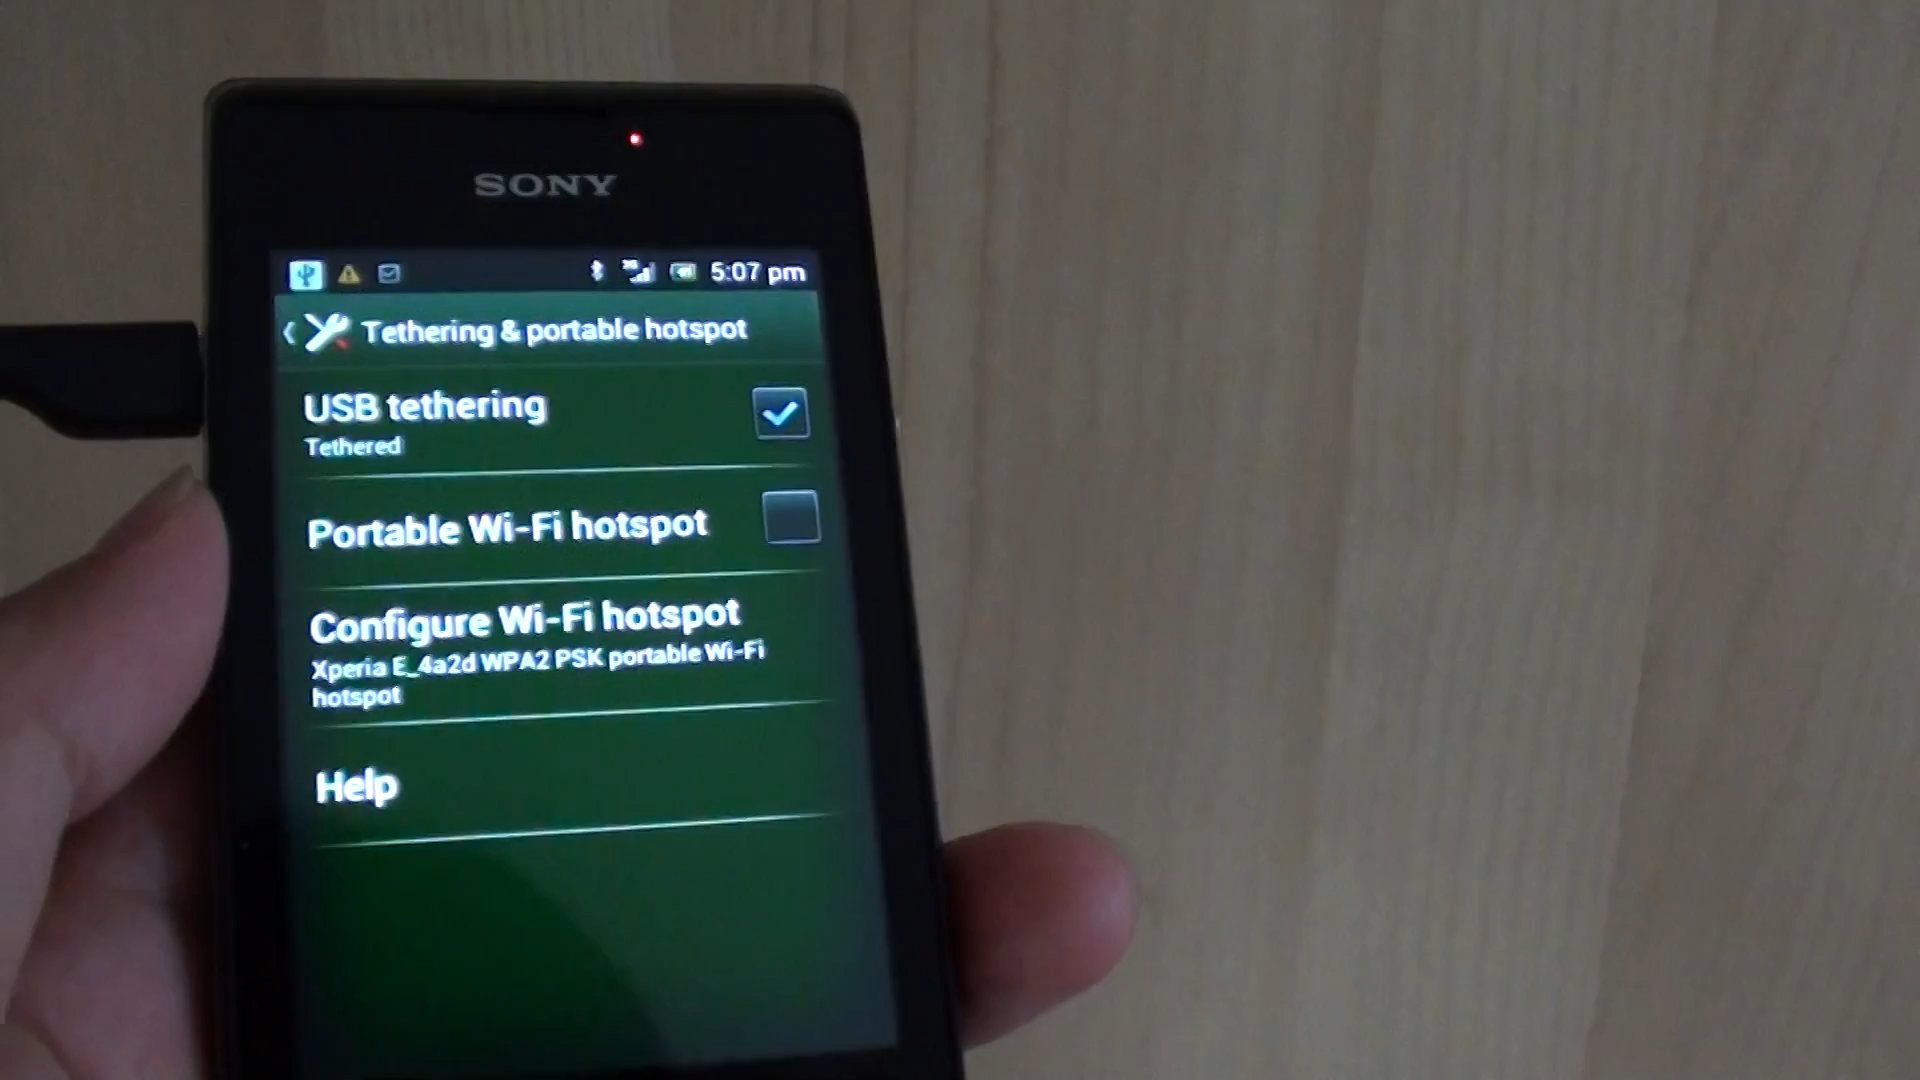 SONY
5:07 pm
Tethering & portable hotspot
USB tethering
Tethered
Portable Wi-Fi hotspot
Configure Wi-Fi hotspot
Xperia E_4a2d WPA2 PSK portable Wi-Fi
hotspot
Help